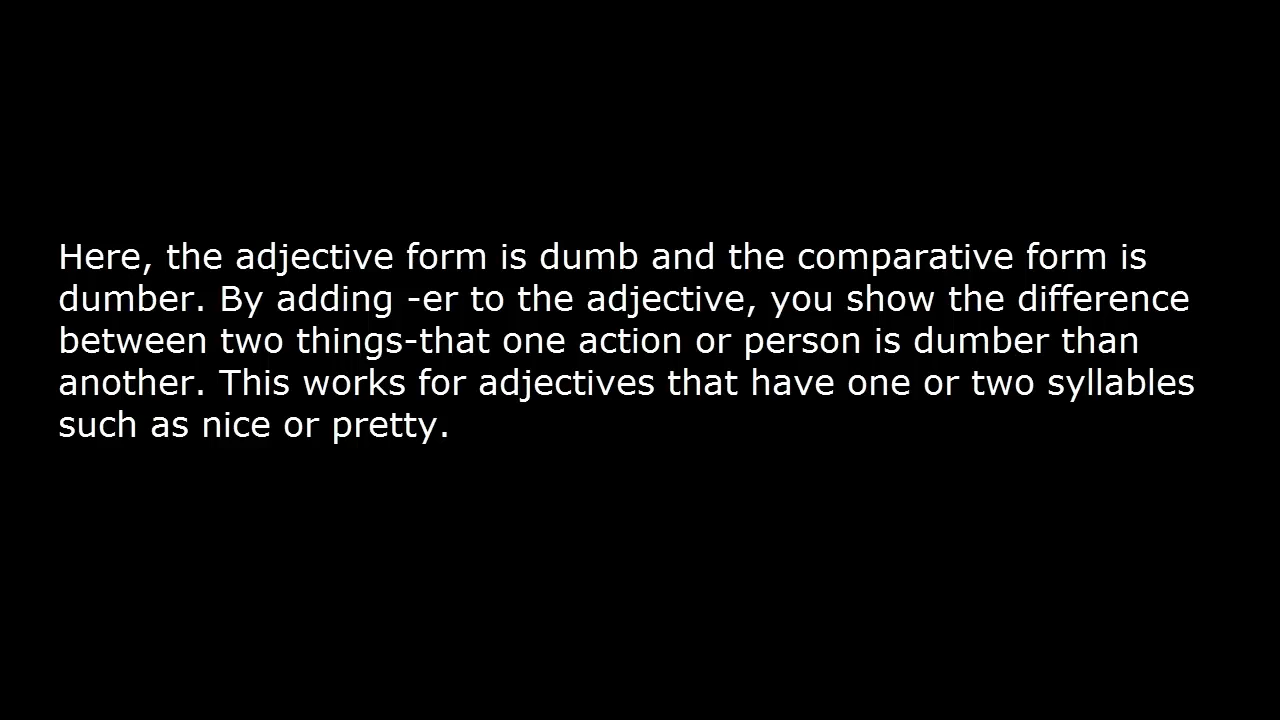 Here, the adjective form is dumb and the comparative form is
dumber. By adding -er to the adjective, you show the difference
between two things-that one action or person is dumber than
another. This works for adjectives that have one or two syllables
such as nice or pretty.